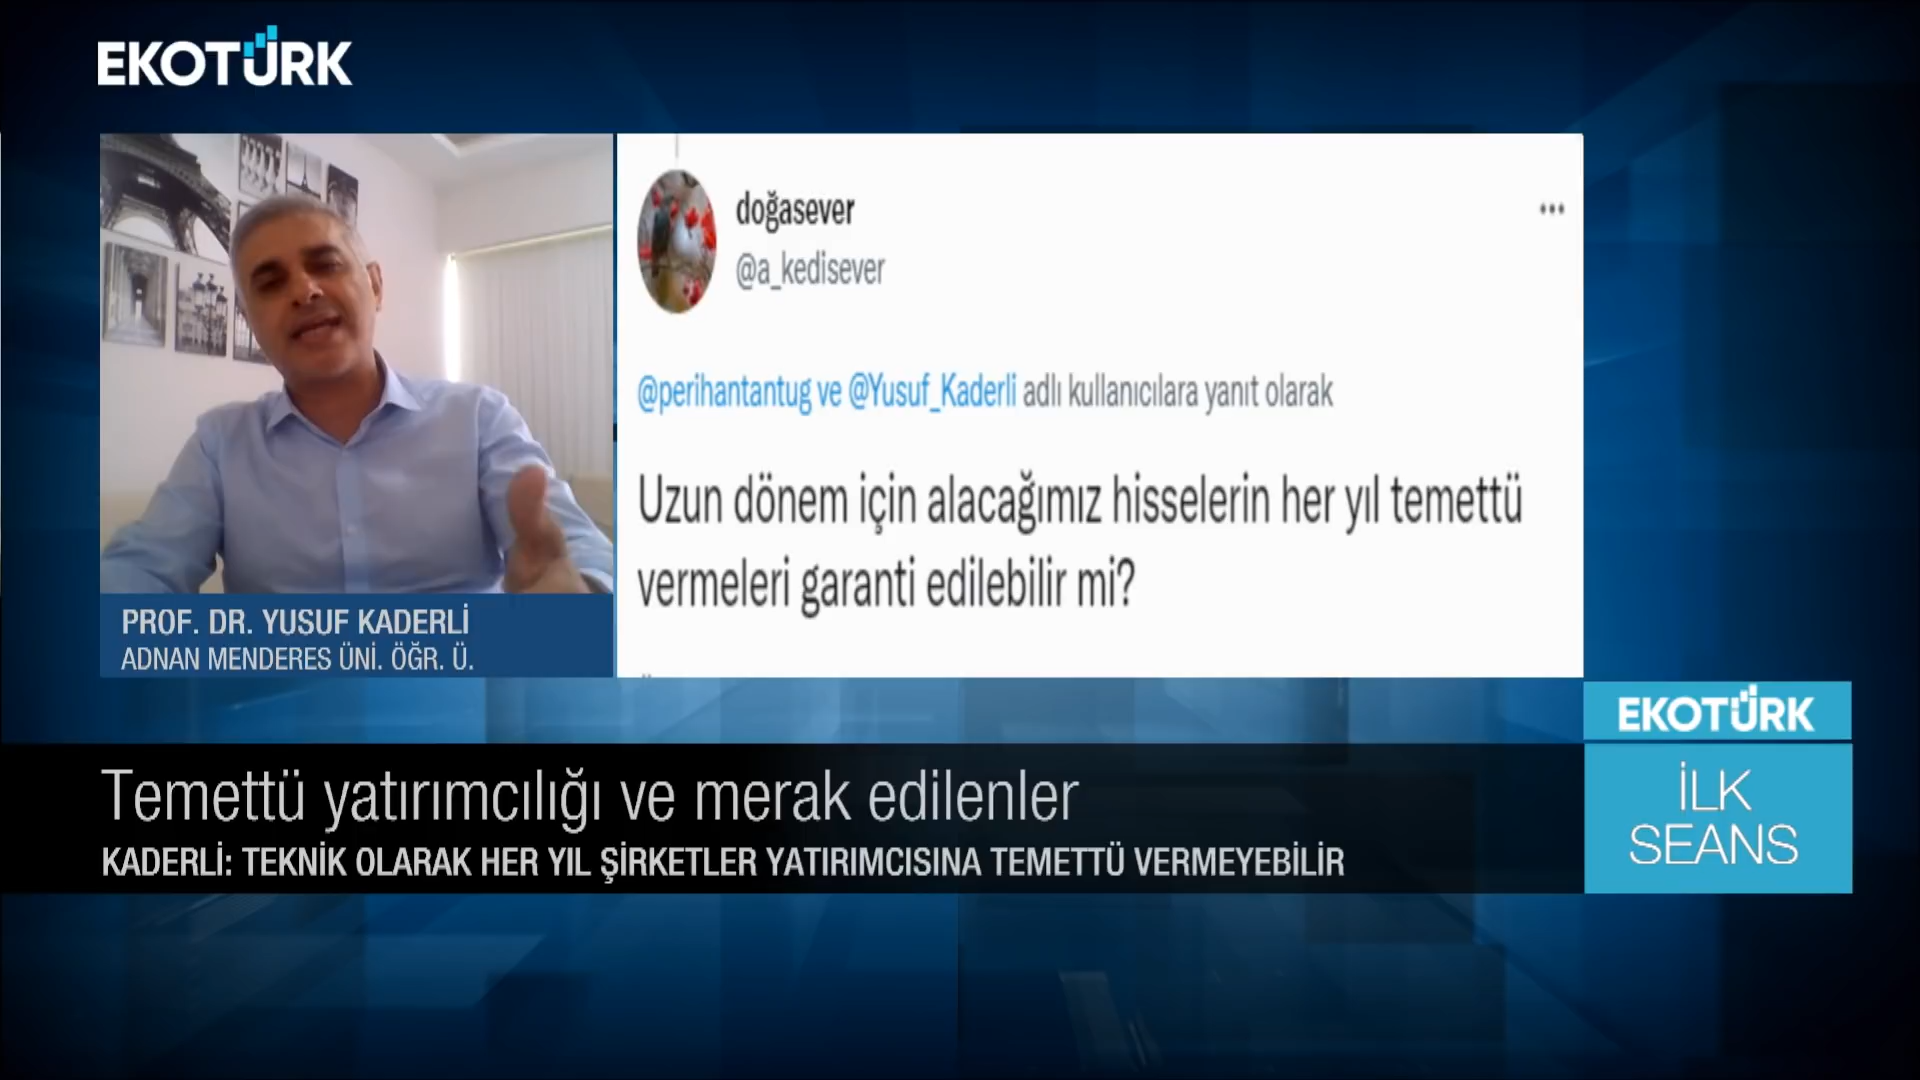 EKOTÜRK
doğasever
@a_kedisever
@perihantantug ve @Yusuf_Kaderli adlı kullanıcılara yanıt olarak
Uzun dönem için alacağımız hisselerin her yıl temettü
vermeleri garanti edilebilir mi?
PROF. DR. YUSUF KADERLİ
ADNAN MENDERES ÜNİ. ÖĞR. Ü.
EKOTÜRK
Temettü yatırımcılığı ve merak edilenler
KADERLİ: TEKNİK OLARAK HER YIL ŞİRKETLER YATIRIMCISINA TEMETTÜ VERMEYEBİLİR
İLK
SEANS